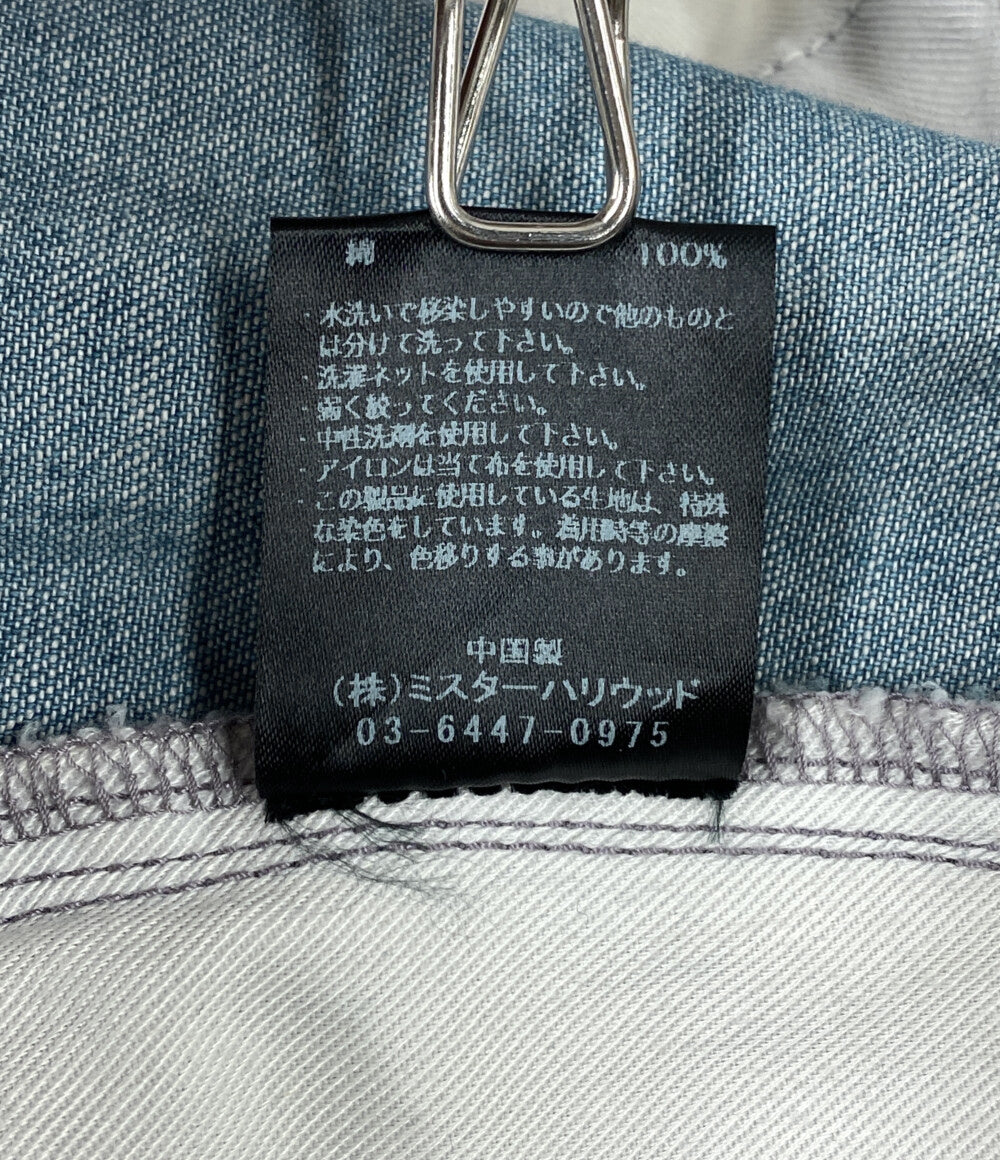 綿 100%
・水洗いで移染しやすいので他のものと
は分けて洗って下さい。
・洗濯ネットを使用して下さい。
・弱く絞ってください。
・中性洗剤を使用して下さい。
・アイロンは当て布を使用して下さい。
・この製品に使用している生地は、特殊
な染色をしています。着用時等の摩擦
により、色移りする事があります。
中国製
(株)ミスターハリウッド
03-6447-0975